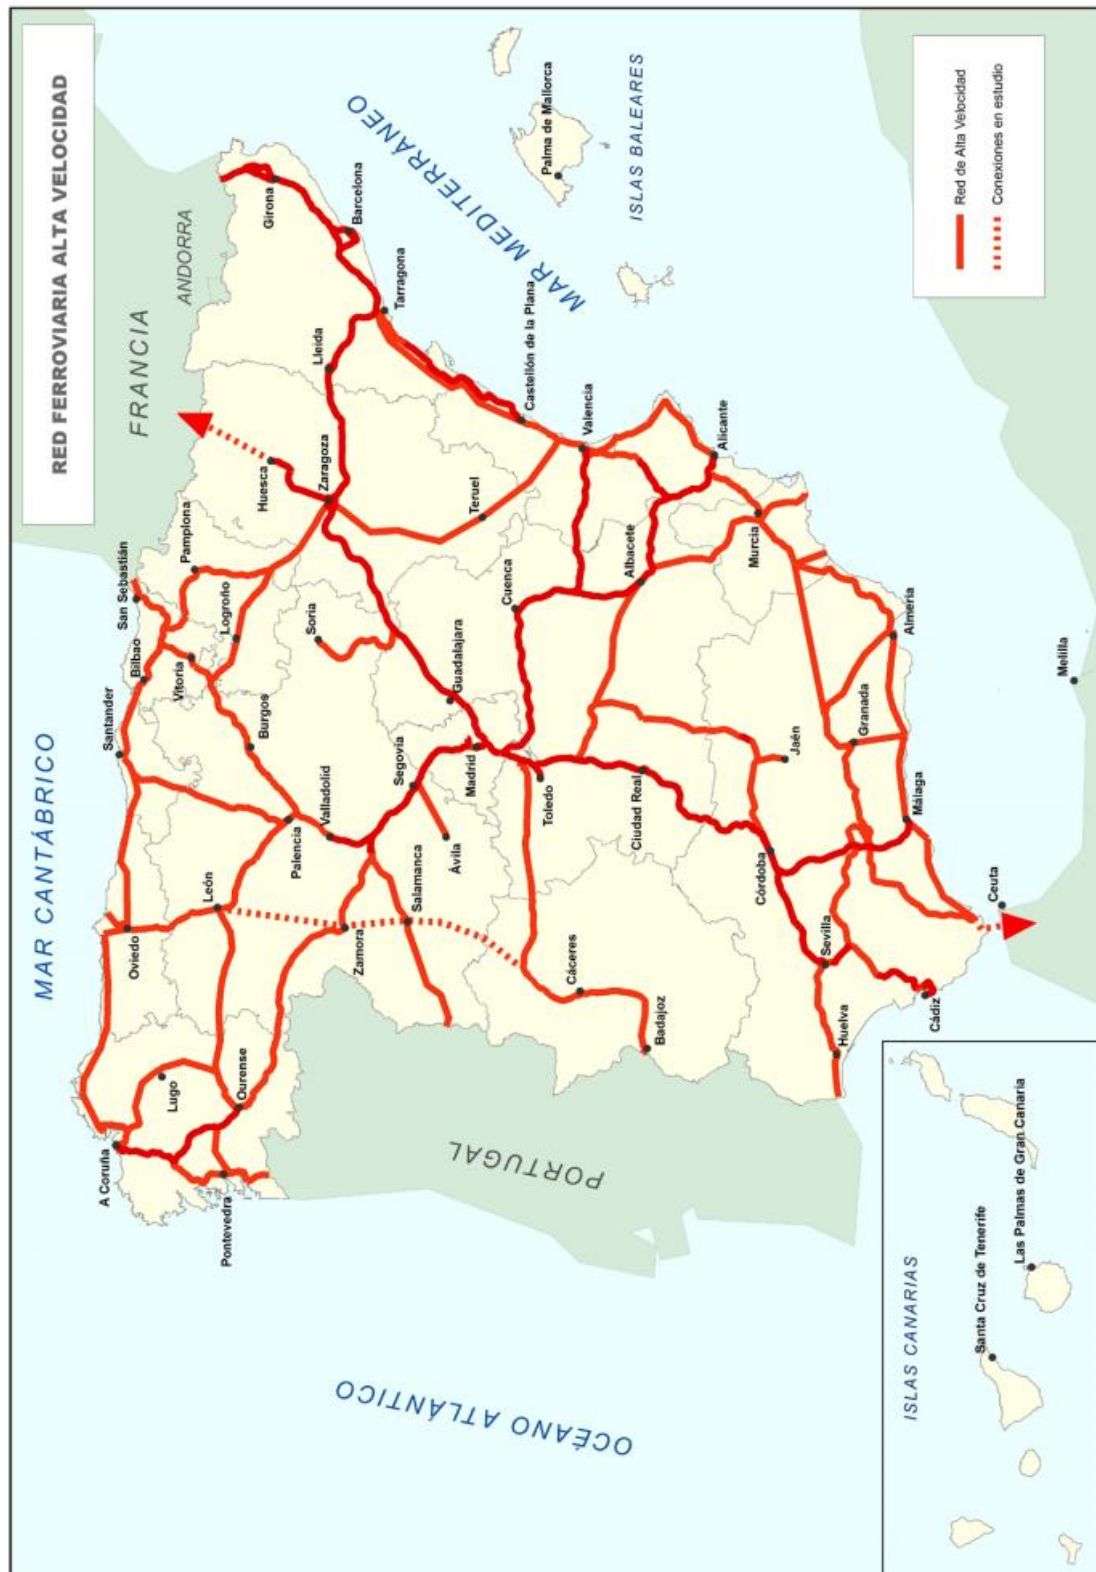 RED FERROVIARIA ALTA VELOCIDAD
MAR CANTÁBRICO
FRANCIA
ANDORRA
MAR MEDITERRÁNEO
ISLAS BALEARES
Palma de Mallorca
OCÉANO ATLÁNTICO
PORTUGAL
A Coruña
Lugo
Ourense
Pontevedra
Oviedo
León
Santander
Bilbao
San Sebastián
Vitoria
Pamplona
Logroño
Burgos
Palencia
Valladolid
Zamora
Salamanca
Segovia
Ávila
Soria
Huesca
Zaragoza
Teruel
Lleida
Girona
Barcelona
Tarragona
Castellón de la Plana
Valencia
Alicante
Guadalajara
Madrid
Toledo
Cuenca
Ciudad Real
Albacete
Cáceres
Badajoz
Murcia
Almería
Granada
Jaén
Córdoba
Málaga
Sevilla
Huelva
Cádiz
Ceuta
Melilla
Red de Alta Velocidad
Conexiones en estudio
ISLAS CANARIAS
Santa Cruz de Tenerife
Las Palmas de Gran Canaria